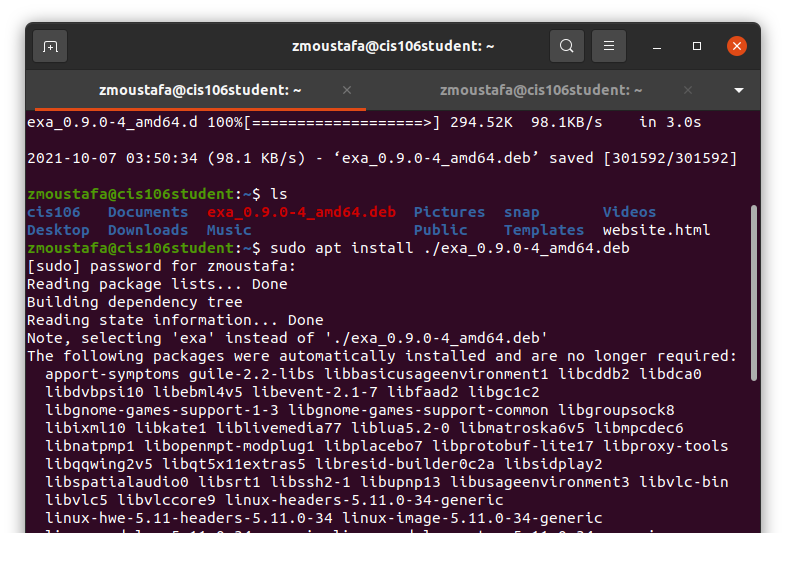 zmoustafa@cis106student: ~
zmoustafa@cis106student: ~ zmoustafa@cis106student: ~
exa_0.9.0-4_amd64.d 100%[===================>] 294.52K  98.1KB/s    in 3.0s
2021-10-07 03:50:34 (98.1 KB/s) - ‘exa_0.9.0-4_amd64.deb’ saved [301592/301592]
zmoustafa@cis106student:~$ ls
cis106   Documents  exa_0.9.0-4_amd64.deb  Pictures  snap       Videos
Desktop  Downloads  Music                  Public    Templates  website.html
zmoustafa@cis106student:~$ sudo apt install ./exa_0.9.0-4_amd64.deb
[sudo] password for zmoustafa:
Reading package lists... Done
Building dependency tree
Reading state information... Done
Note, selecting 'exa' instead of './exa_0.9.0-4_amd64.deb'
The following packages were automatically installed and are no longer required:
  apport-symptoms guile-2.2-libs libbasicusageenvironment1 libcddb2 libdca0
  libdvbpsi10 libebml4v5 libevent-2.1-7 libfaad2 libgc1c2
  libgnome-games-support-1-3 libgnome-games-support-common libgroupsock8
  libixml10 libkate1 liblivemedia77 liblua5.2-0 libmatroska6v5 libmpcdec6
  libnatpmp1 libopenmpt-modplug1 libplacebo7 libprotobuf-lite17 libproxy-tools
  libqqwing2v5 libqt5x11extras5 libresid-builder0c2a libsidplay2
  libspatialaudio0 libsrt1 libssh2-1 libupnp13 libusageenvironment3 libvlc-bin
  libvlc5 libvlccore9 linux-headers-5.11.0-34-generic
  linux-hwe-5.11-headers-5.11.0-34 linux-image-5.11.0-34-generic